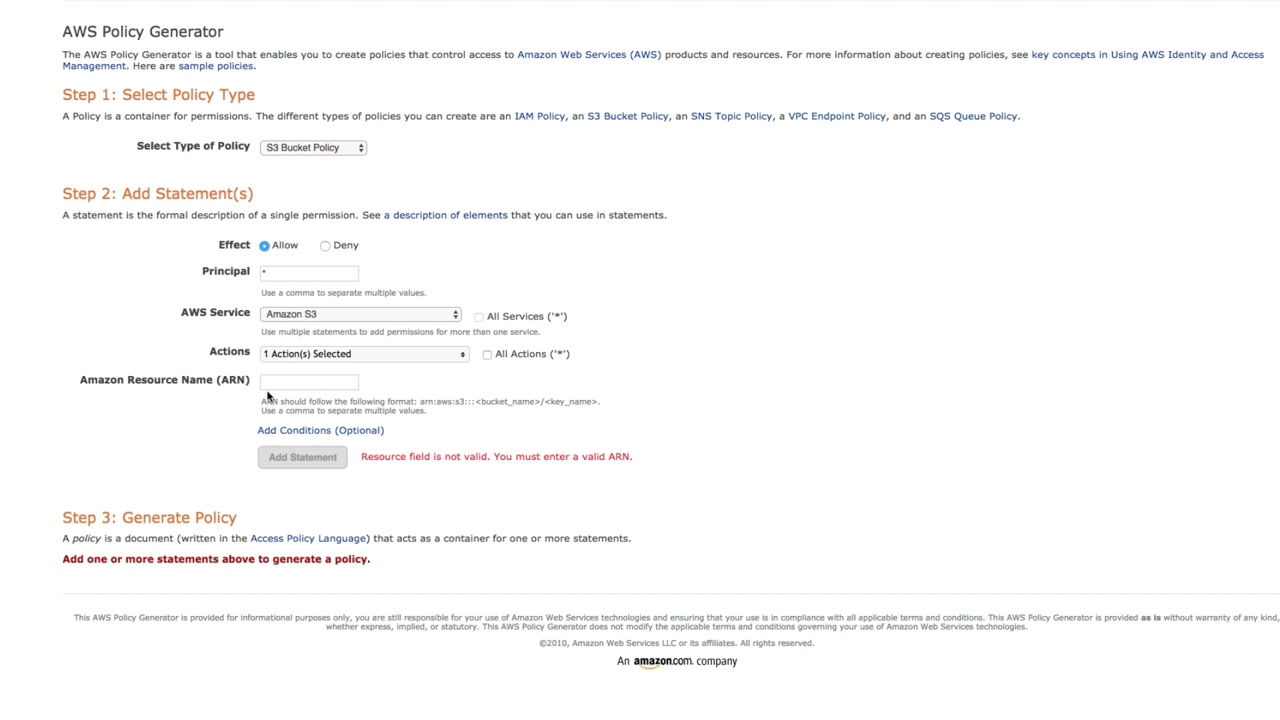 AWS Policy Generator
The AWS Policy Generator is a tool that enables you to create policies that control access to Amazon Web Services (AWS) products and resources. For more information about creating policies, see key concepts in Using AWS Identity and Access
Management. Here are sample policies.
Step 1: Select Policy Type
A Policy is a container for permissions. The different types of policies you can create are an IAM Policy, an S3 Bucket Policy, an SNS Topic Policy, a VPC Endpoint Policy, and an SQS Queue Policy.
Select Type of Policy S3 Bucket Policy
Step 2: Add Statement(s)
A statement is the formal description of a single permission. See a description of elements that you can use in statements.
Effect Allow Deny
Principal *
Use a comma to separate multiple values.
AWS Service Amazon S3 All Services ('*')
Use multiple statements to add permissions for more than one service.
Actions 1 Action(s) Selected All Actions ('*')
Amazon Resource Name (ARN)
ARN should follow the following format: arn:aws:s3:::<bucket_name>/<key_name>.
Use a comma to separate multiple values.
Add Conditions (Optional)
Add Statement Resource field is not valid. You must enter a valid ARN.
Step 3: Generate Policy
A policy is a document (written in the Access Policy Language) that acts as a container for one or more statements.
Add one or more statements above to generate a policy.
This AWS Policy Generator is provided for informational purposes only, you are still responsible for your use of Amazon Web Services technologies and ensuring that your use is in compliance with all applicable terms and conditions. This AWS Policy Generator is provided as is without warranty of any kind,
whether express, implied, or statutory. This AWS Policy Generator does not modify the applicable terms and conditions governing your use of Amazon Web Services technologies.
©2010, Amazon Web Services LLC or its affiliates. All rights reserved.
An amazon.com. company